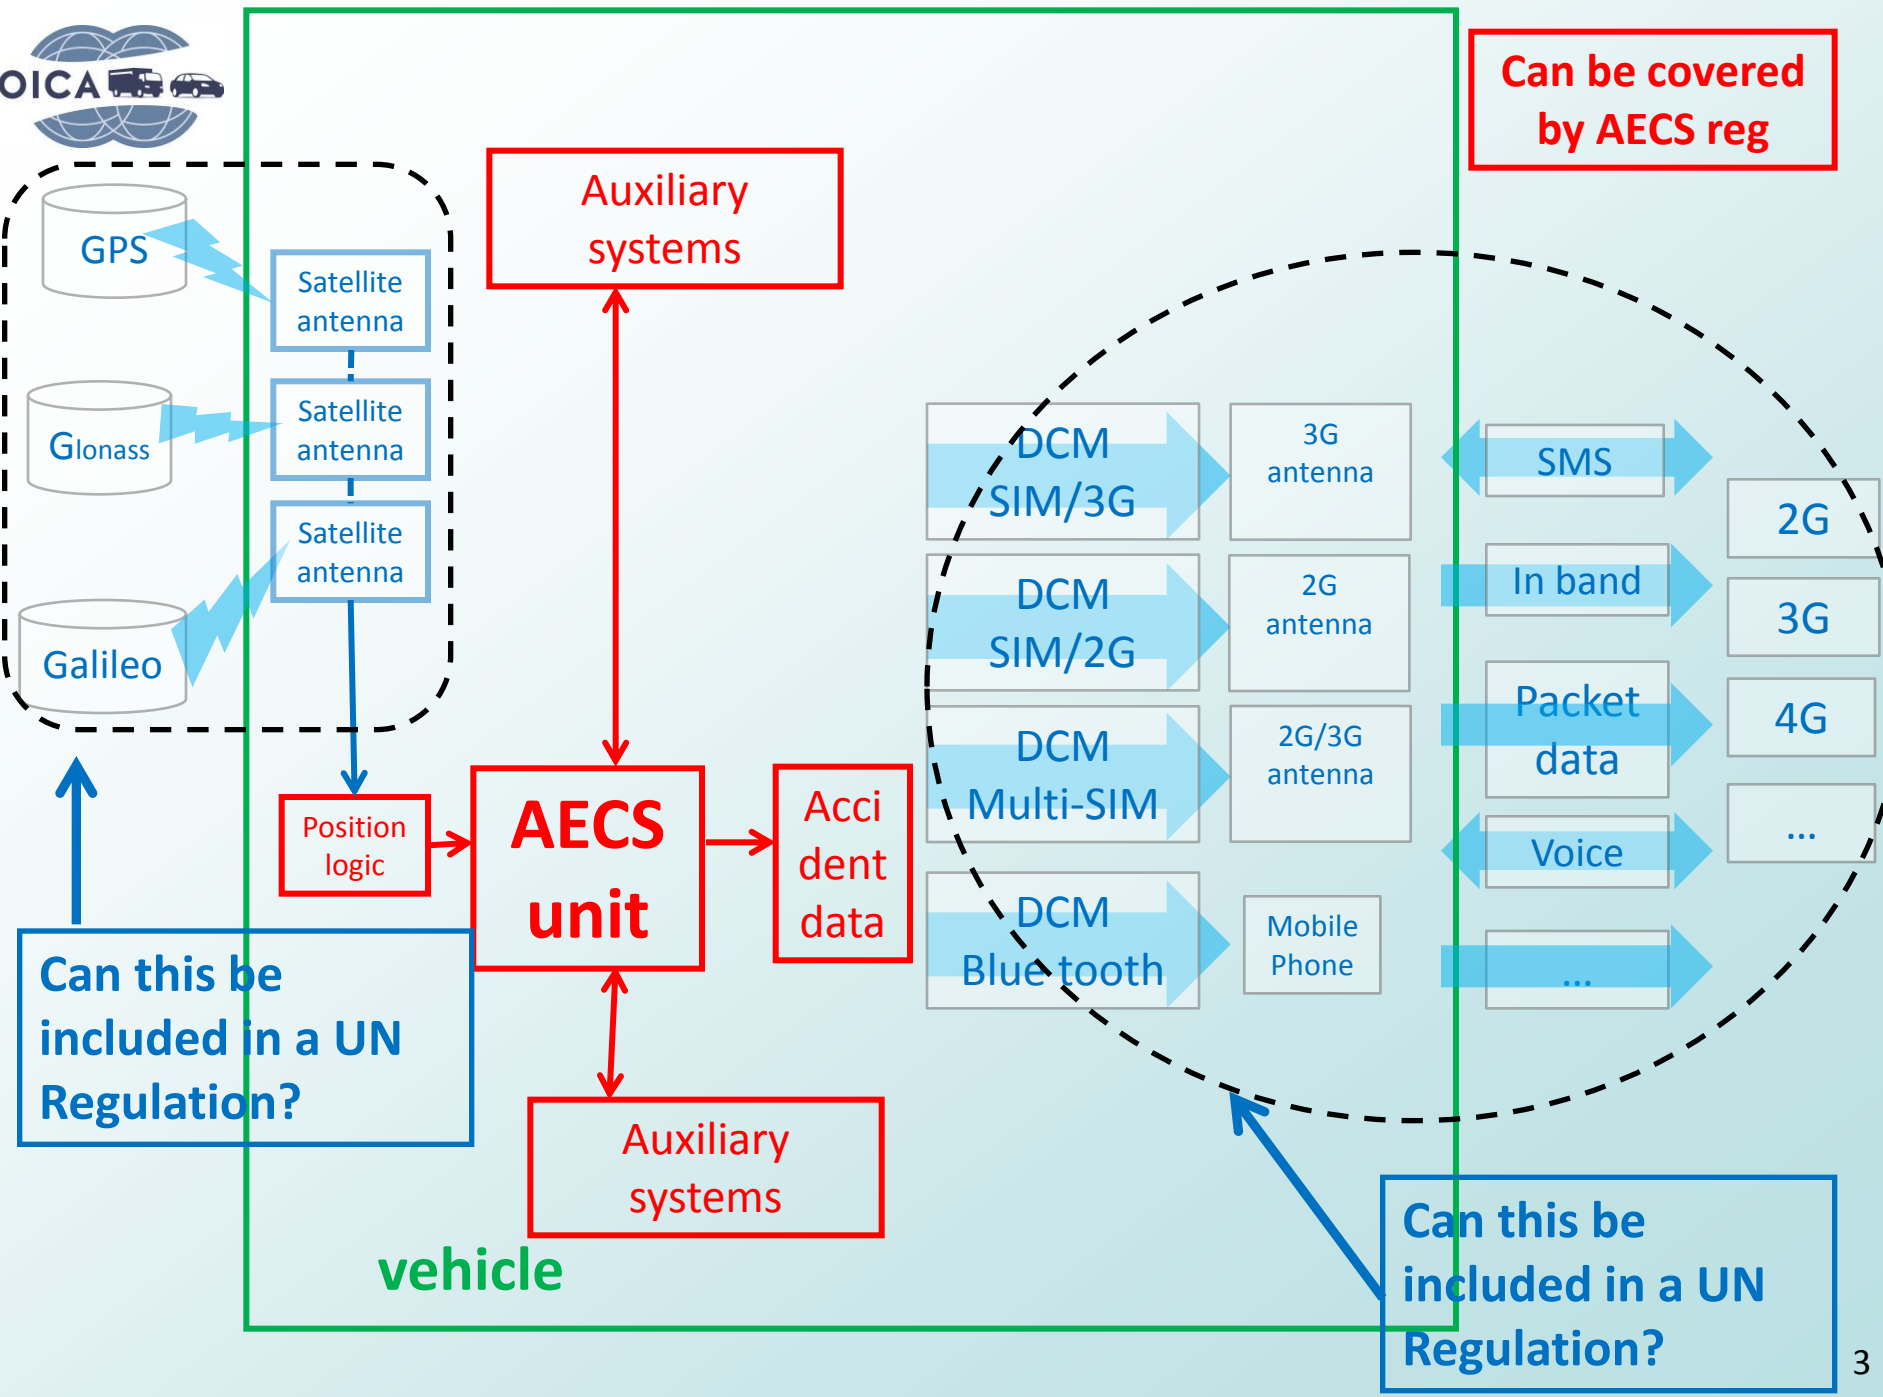 OICA
Can be covered
by AECS reg
GPS
Glonass
Galileo
Satellite
antenna
Satellite
antenna
Satellite
antenna
Auxiliary
systems
Position
logic
AECS
unit
Acci
dent
data
Auxiliary
systems
DCM
SIM/3G
3G
antenna
DCM
SIM/2G
2G
antenna
DCM
Multi-SIM
2G/3G
antenna
DCM
Blue tooth
Mobile
Phone
SMS
In band
Packet
data
Voice
...
2G
3G
4G
...
Can this be
included in a UN
Regulation?
vehicle
Can this be
included in a UN
Regulation?
3